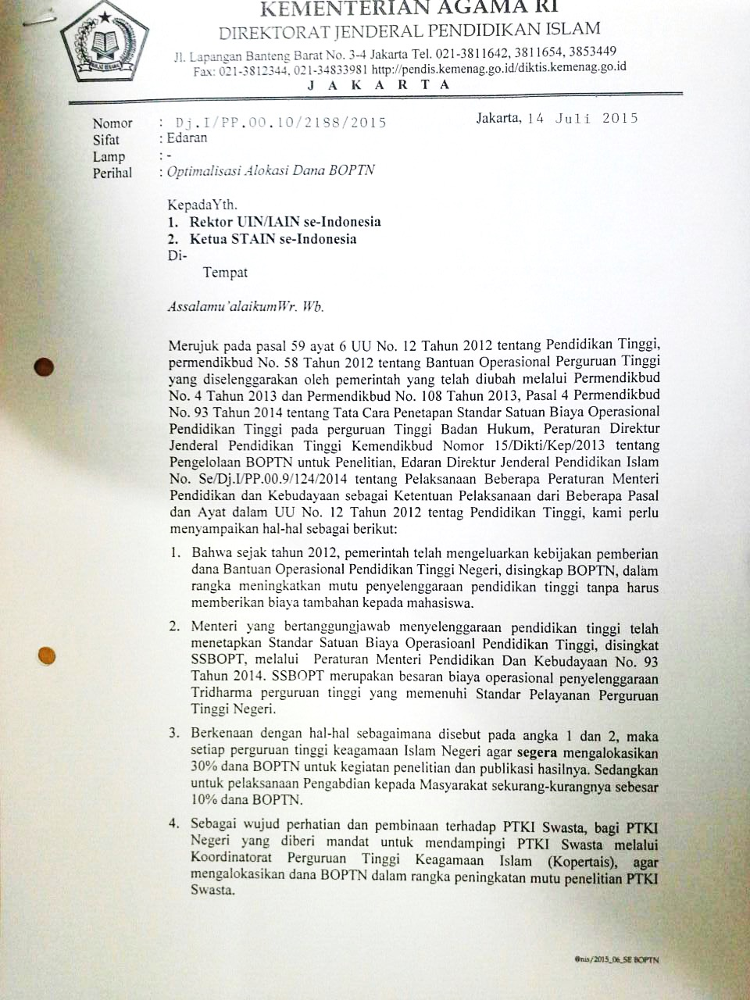 KEMENTERIAN AGAMA RI
DIREKTORAT JENDERAL PENDIDIKAN ISLAM
Jl. Lapangan Banteng Barat No. 3-4 Jakarta Tel. 021-3811642, 3811654, 3853449
Fax: 021-3812344, 021-34833981 http://pendis.kemenag.go.id/diktis.kemenag.go.id
J A K A R T A
Nomor : Dj.I/PP.00.10/2188/2015 Jakarta, 14 Juli 2015
Sifat : Edaran
Lamp : -
Perihal : Optimalisasi Alokasi Dana BOPTN
KepadaYth.
1. Rektor UIN/IAIN se-Indonesia
2. Ketua STAIN se-Indonesia
Di-
Tempat
Assalamu'alaikumWr. Wb.
Merujuk pada pasal 59 ayat 6 UU No. 12 Tahun 2012 tentang Pendidikan Tinggi,
permendikbud No. 58 Tahun 2012 tentang Bantuan Operasional Perguruan Tinggi
yang diselenggarakan oleh pemerintah yang telah diubah melalui Permendikbud
No. 4 Tahun 2013 dan Permendikbud No. 108 Tahun 2013, Pasal 4 Permendikbud
No. 93 Tahun 2014 tentang Tata Cara Penetapan Standar Satuan Biaya Operasional
Pendidikan Tinggi pada perguruan Tinggi Badan Hukum, Peraturan Direktur
Jenderal Pendidikan Tinggi Kemendikbud Nomor 15/Dikti/Kep/2013 tentang
Pengelolaan BOPTN untuk Penelitian, Edaran Direktur Jenderal Pendidikan Islam
No. Se/Dj.I/PP.00.9/124/2014 tentang Pelaksanaan Beberapa Peraturan Menteri
Pendidikan dan Kebudayaan sebagai Ketentuan Pelaksanaan dari Beberapa Pasal
dan Ayat dalam UU No. 12 Tahun 2012 tentag Pendidikan Tinggi, kami perlu
menyampaikan hal-hal sebagai berikut:
1. Bahwa sejak tahun 2012, pemerintah telah mengeluarkan kebijakan pemberian
dana Bantuan Operasional Pendidikan Tinggi Negeri, disingkap BOPTN, dalam
rangka meningkatkan mutu penyelenggaraan pendidikan tinggi tanpa harus
memberikan biaya tambahan kepada mahasiswa.
2. Menteri yang bertanggungjawab menyelenggaraan pendidikan tinggi telah
menetapkan Standar Satuan Biaya Operasioanl Pendidikan Tinggi, disingkat
SSBOPT, melalui Peraturan Menteri Pendidikan Dan Kebudayaan No. 93
Tahun 2014. SSBOPT merupakan besaran biaya operasional penyelenggaraan
Tridharma perguruan tinggi yang memenuhi Standar Pelayanan Perguruan
Tinggi Negeri.
3. Berkenaan dengan hal-hal sebagaimana disebut pada angka 1 dan 2, maka
setiap perguruan tinggi keagamaan Islam Negeri agar segera mengalokasikan
30% dana BOPTN untuk kegiatan penelitian dan publikasi hasilnya. Sedangkan
untuk pelaksanaan Pengabdian kepada Masyarakat sekurang-kurangnya sebesar
10% dana BOPTN.
4. Sebagai wujud perhatian dan pembinaan terhadap PTKI Swasta, bagi PTKI
Negeri yang diberi mandat untuk mendampingi PTKI Swasta melalui
Koordinatorat Perguruan Tinggi Keagamaan Islam (Kopertais), agar
mengalokasikan dana BOPTN dalam rangka peningkatan mutu penelitian PTKI
Swasta.
@nis/2015_06_SE BOPTN